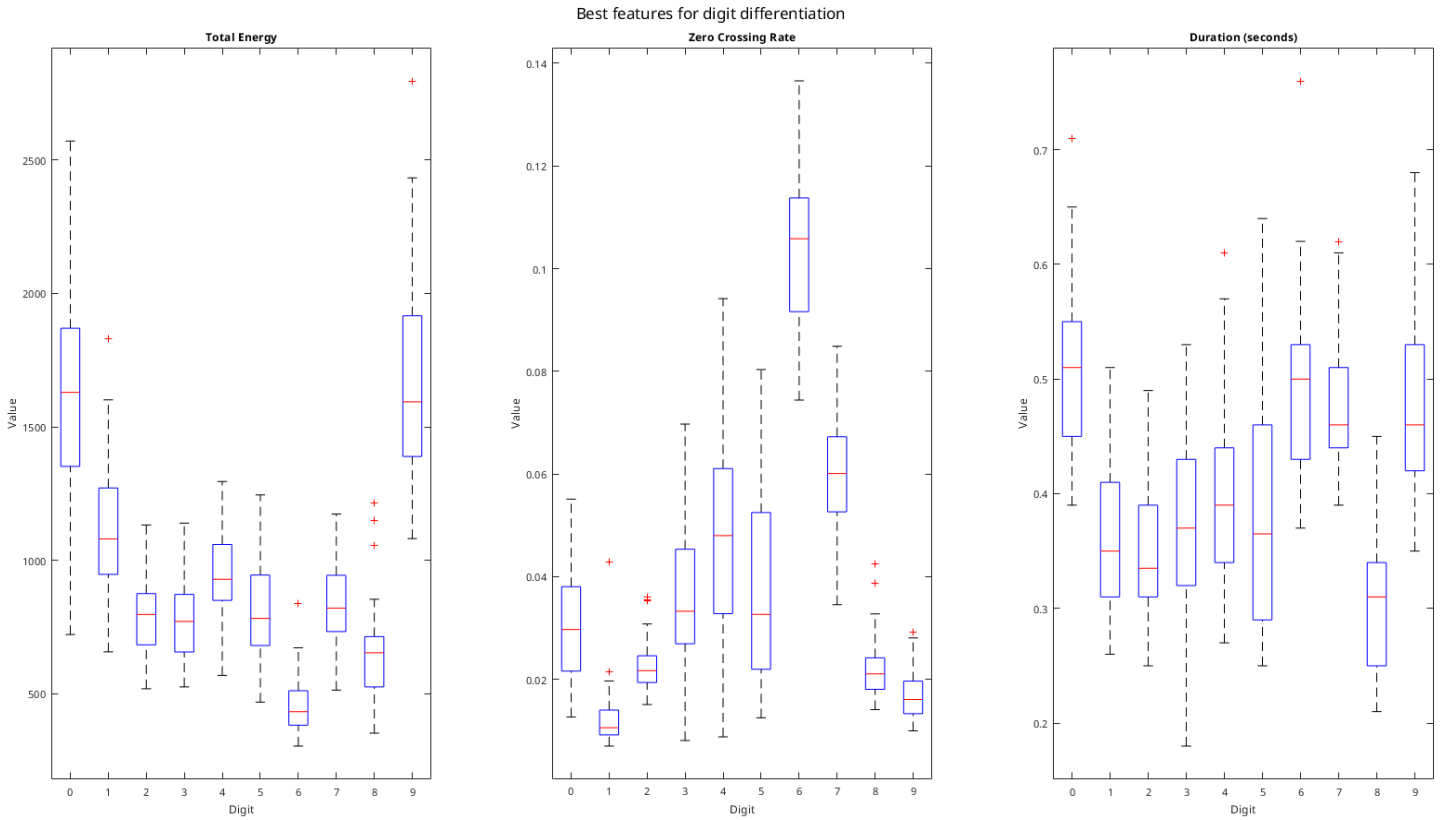 Best features for digit differentiation
Total Energy
Value
2500
2000
1500
1000
500
0 1 2 3 4 5 6 7 8 9
Digit
Zero Crossing Rate
Value
0.14
0.12
0.1
0.08
0.06
0.04
0.02
0 1 2 3 4 5 6 7 8 9
Digit
Duration (seconds)
Value
0.7
0.6
0.5
0.4
0.3
0.2
0 1 2 3 4 5 6 7 8 9
Digit